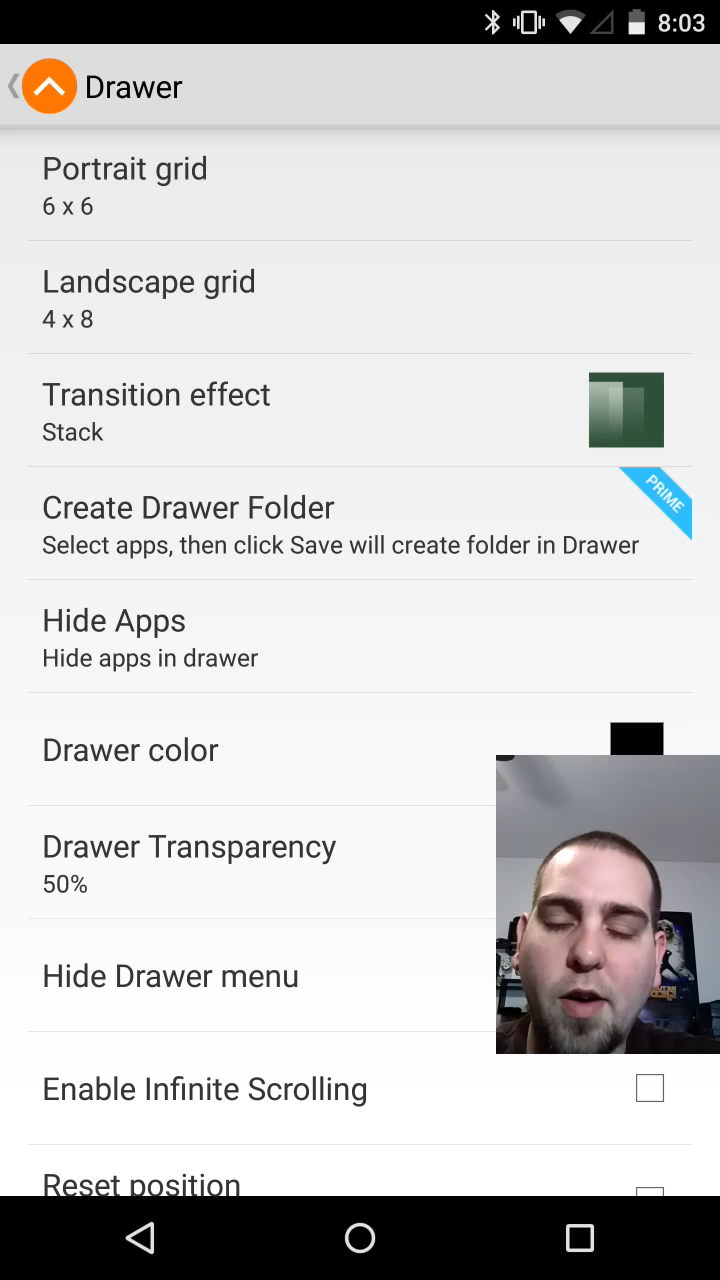 8:03
Drawer
Portrait grid
6 x 6
Landscape grid
4 x 8
Transition effect
Stack
PRIME
Create Drawer Folder
Select apps, then click Save will create folder in Drawer
Hide Apps
Hide apps in drawer
Drawer color
Drawer Transparency
50%
Hide Drawer menu
Enable Infinite Scrolling
Reset position